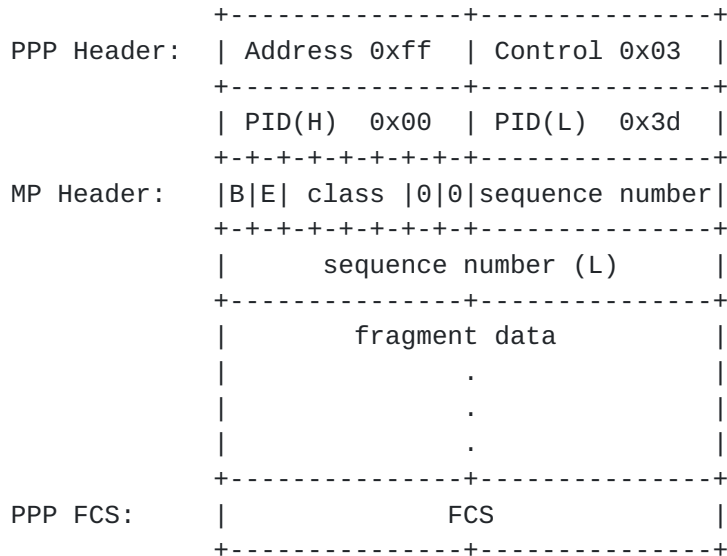 +---------------+---------------+
PPP Header:  | Address 0xff  | Control 0x03  |
             +---------------+---------------+
             | PID(H)  0x00  | PID(L)  0x3d  |
             +-+-+-+-+-+-+-+-+---------------+
MP Header:   |B|E| class |0|0|sequence number|
             +-+-+-+-+-+-+-+-+---------------+
             |      sequence number (L)      |
             +---------------+---------------+
             |        fragment data          |
             |               .               |
             |               .               |
             |               .               |
             +---------------+---------------+
PPP FCS:     |              FCS              |
             +---------------+---------------+